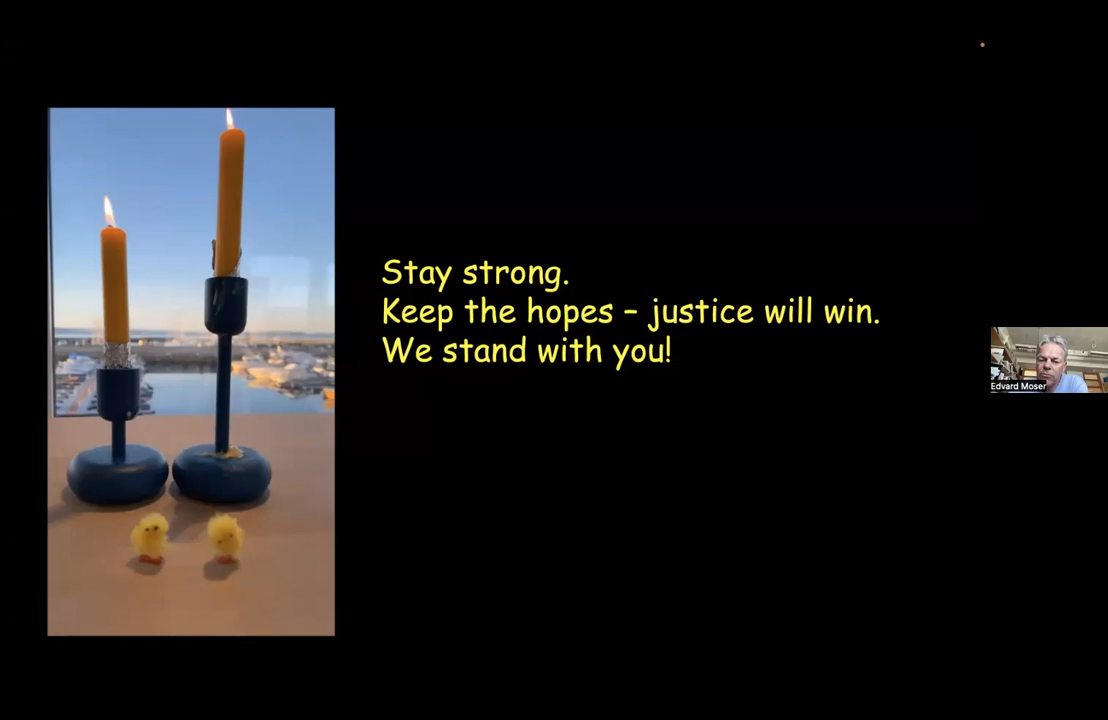 Stay strong.
Keep the hopes – justice will win.
We stand with you!
Edvard Moser